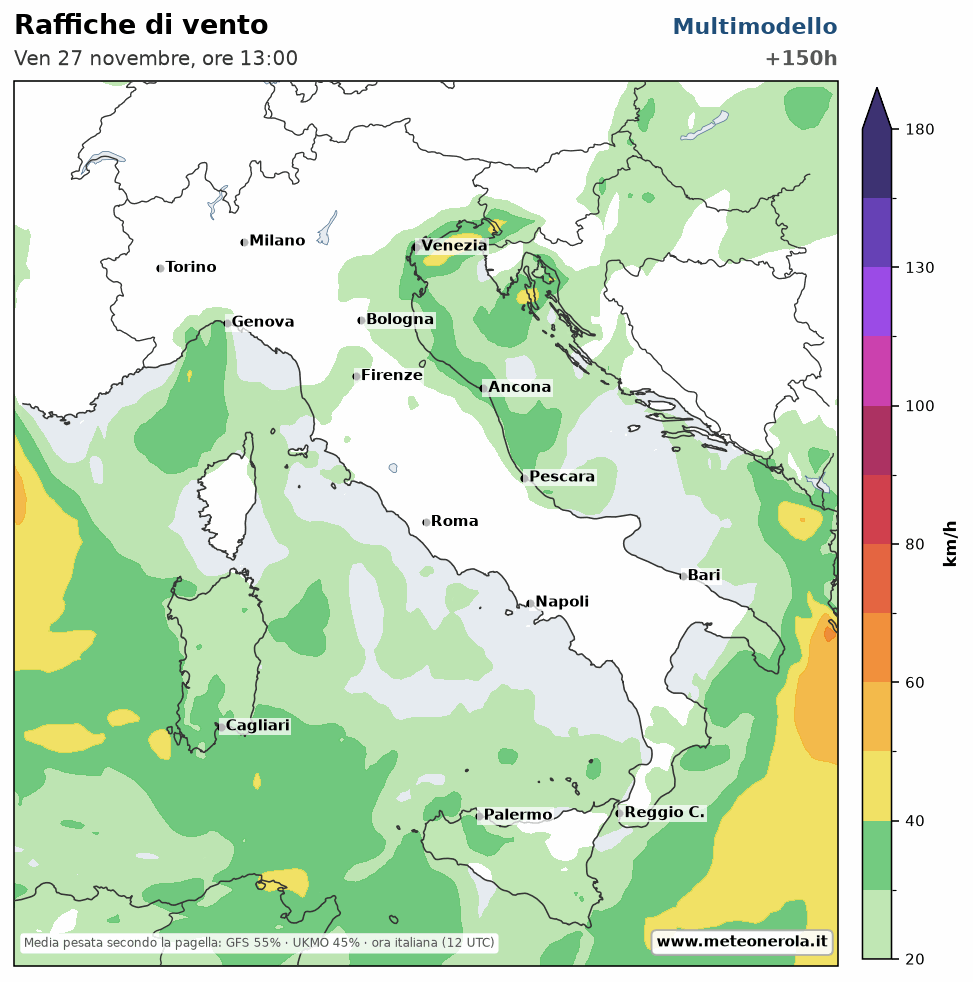 Raffiche di vento
Multimodello
Ven 27 novembre, ore 13:00
+150h
Milano
Venezia
Torino
Genova
Bologna
Firenze
Ancona
Pescara
Roma
Bari
Napoli
Cagliari
Palermo
Reggio C.
180
130
100
80
60
40
20
km/h
Media pesata secondo la pagella: GFS 55% · UKMO 45% · ora italiana (12 UTC)
www.meteonerola.it